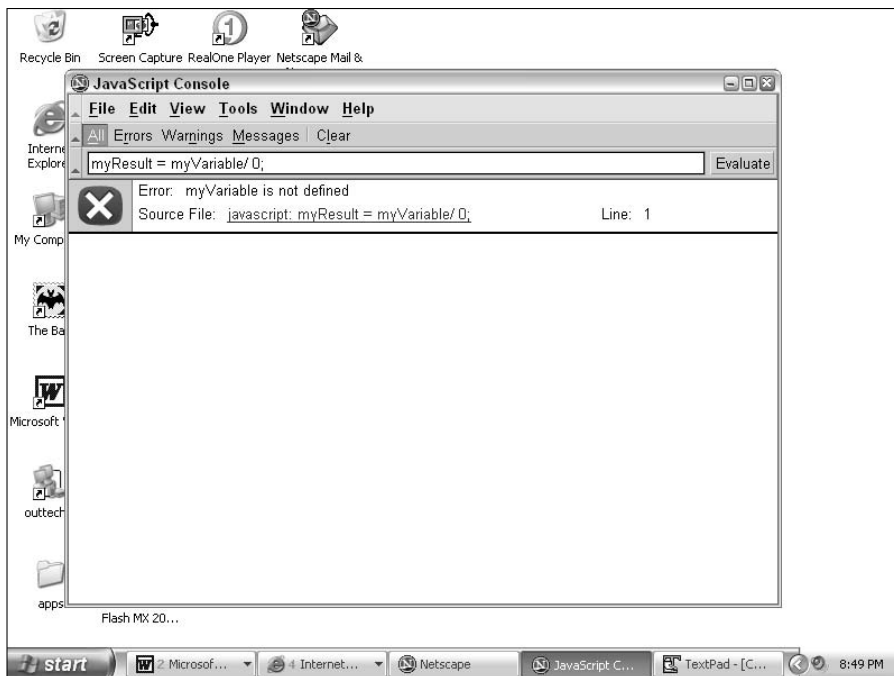 Recycle Bin
Screen Capture
RealOne Player
Netscape Mail &
JavaScript Console
File Edit View Tools Window Help
All Errors Warnings Messages Clear
myResult = myVariable/ 0; Evaluate
Error: myVariable is not defined
Source File: javascript: myResult = myVariable/ 0; Line: 1
Interne
Explore
My Comp
The Ba
W
Microsoft
outtech
apps
Flash MX 20...
start
2 Microsof...
4 Internet...
Netscape
JavaScript C...
TextPad - [C...
8:49 PM